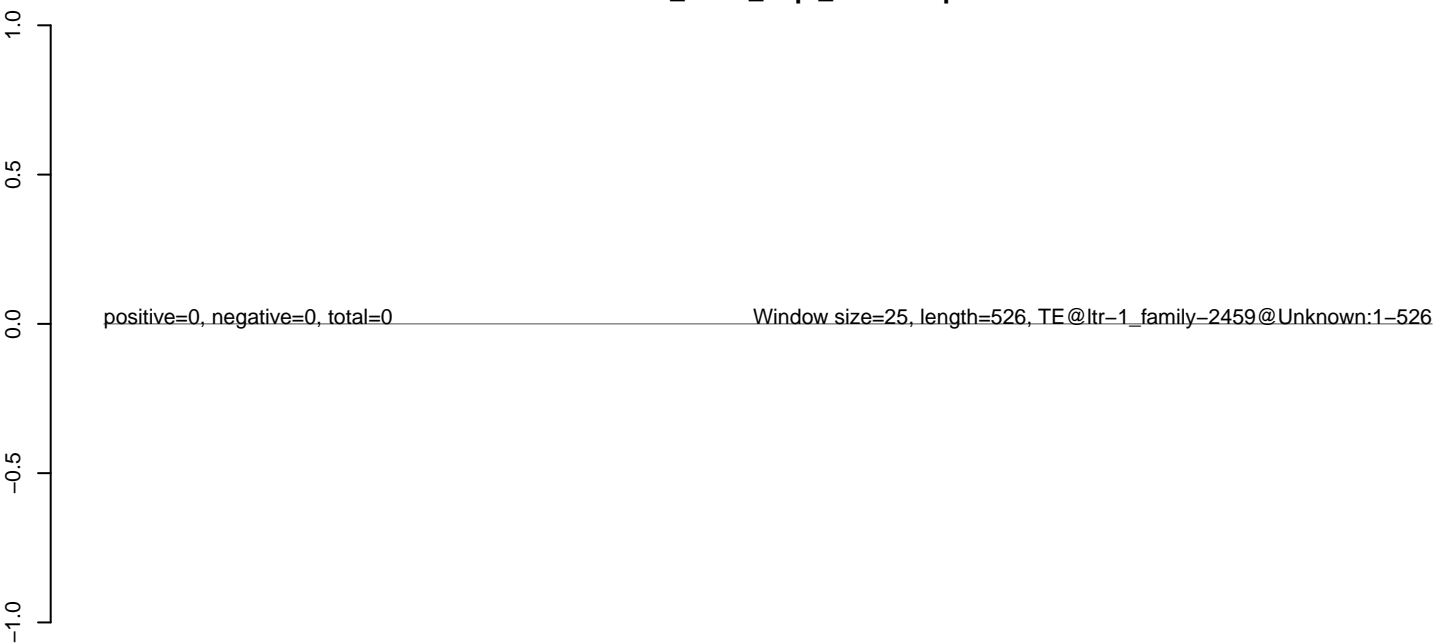 1.0
0.5
positive=0, negative=0, total=0
Window size=25, length=526, TE@ltr−1_family−2459@Unknown:1−526
0.0
−0.5
−1.0